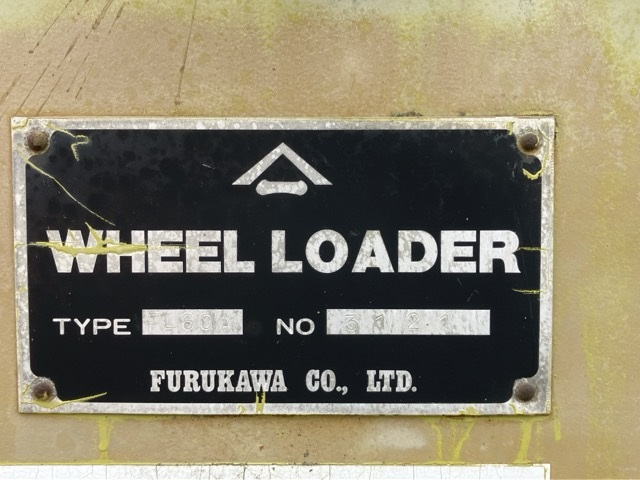 WHEEL LOADER
TYPE NO
FURUKAWA CO., LTD.